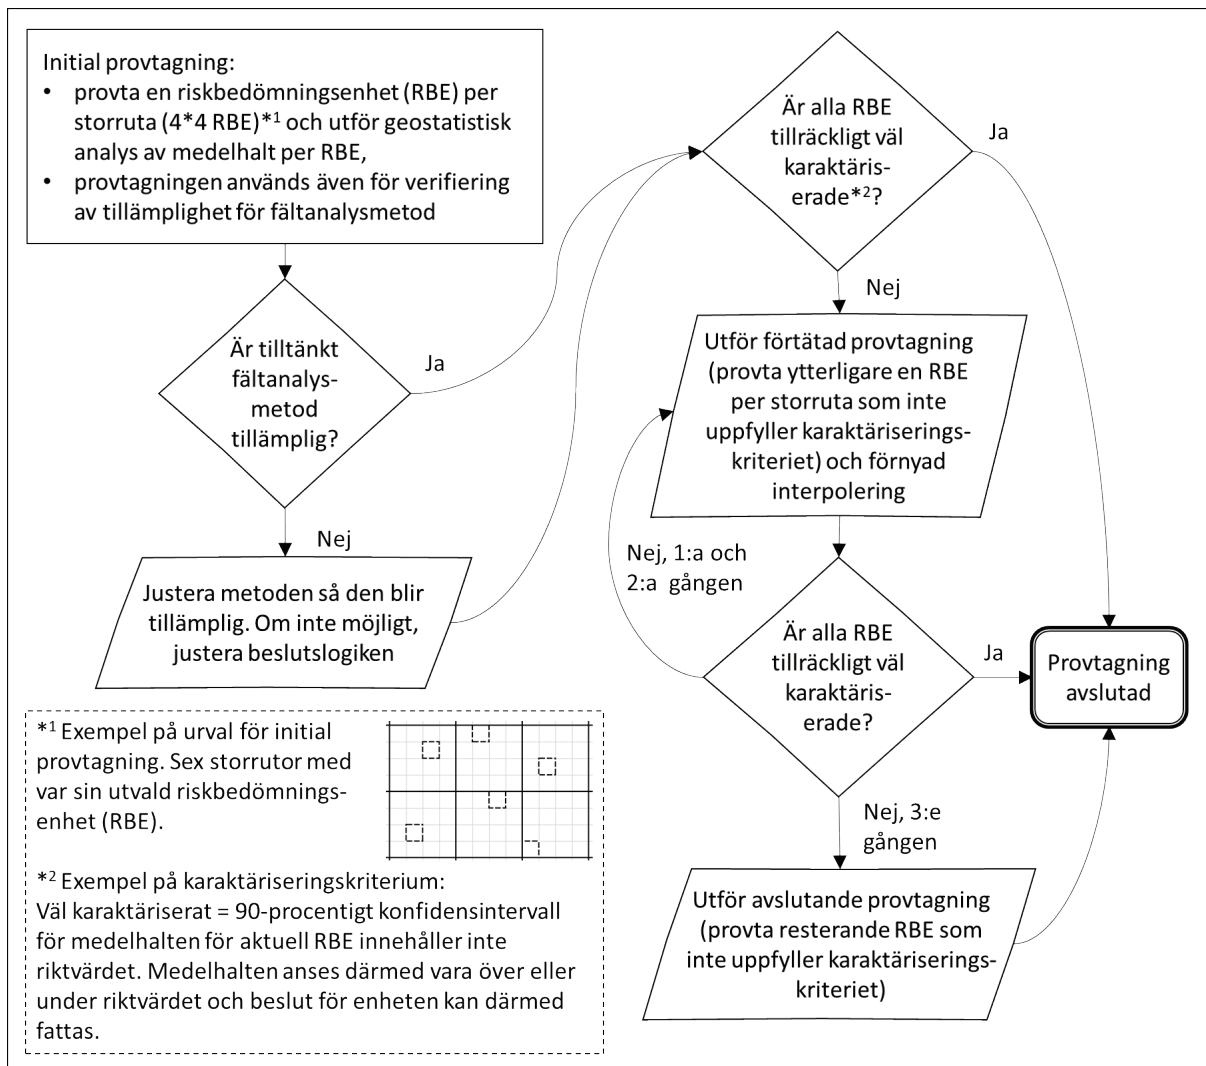 Initial provtagning:
• provta en riskbedömningsenhet (RBE) per
storruta (4*4 RBE)*1 och utför geostatistisk
analys av medelhalt per RBE,
• provtagningen används även för verifiering
av tillämplighet för fältanalysmetod
Är tilltänkt
fältanalys-
metod
tillämplig?
Ja
Nej
Justera metoden så den blir
tillämplig. Om inte möjligt,
justera beslutslogiken
Är alla RBE
tillräckligt väl
karaktäris-
erade*2?
Ja
Nej
Utför förtätad provtagning
(provta ytterligare en RBE
per storruta som inte
uppfyller karaktäriserings-
kriteriet) och förnyad
interpolering
Nej, 1:a och
2:a gången
Är alla RBE
tillräckligt väl
karaktäris-
erade?
Ja
Provtagning
avslutad
Nej, 3:e
gången
Utför avslutande provtagning
(provta resterande RBE som
inte uppfyller karaktäriserings-
kriteriet)
*1 Exempel på urval för initial
provtagning. Sex storrutor med
var sin utvald riskbedömnings-
enhet (RBE).
*2 Exempel på karaktäriseringskriterium:
Väl karaktäriserat = 90-procentigt konfidensintervall
för medelhalten för aktuell RBE innehåller inte
riktvärdet. Medelhalten anses därmed vara över eller
under riktvärdet och beslut för enheten kan därmed
fattas.